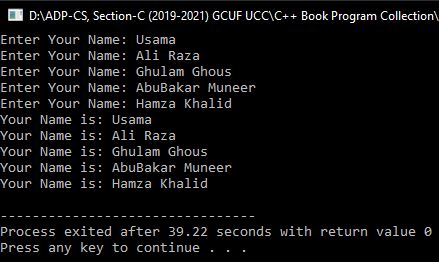 D:\ADP-CS, Section-C (2019-2021) GCUF UCC\C++ Book Program Collection\
Enter Your Name: Usama
Enter Your Name: Ali Raza
Enter Your Name: Ghulam Ghous
Enter Your Name: AbuBakar Muneer
Enter Your Name: Hamza Khalid
Your Name is: Usama
Your Name is: Ali Raza
Your Name is: Ghulam Ghous
Your Name is: AbuBakar Muneer
Your Name is: Hamza Khalid
--------------------------------
Process exited after 39.22 seconds with return value 0
Press any key to continue . . .